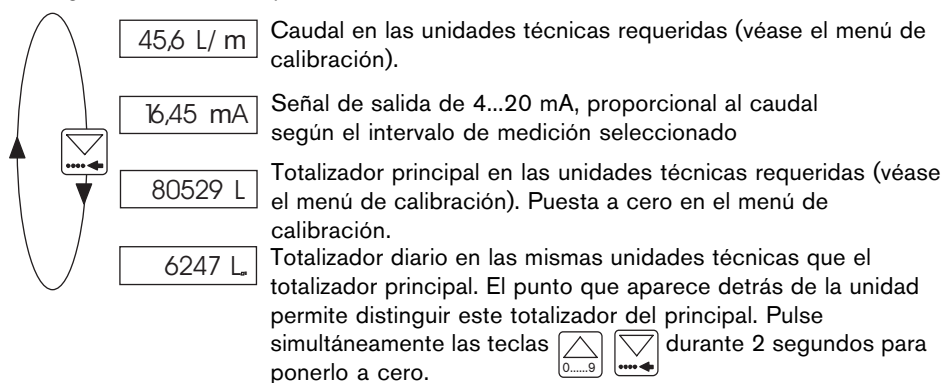 45,6 L/ m
Caudal en las unidades técnicas requeridas (véase el menú de
calibración).
16,45 mA
Señal de salida de 4...20 mA, proporcional al caudal
según el intervalo de medición seleccionado
80529 L
Totalizador principal en las unidades técnicas requeridas (véase
el menú de calibración). Puesta a cero en el menú de
calibración.
6247 L.
Totalizador diario en las mismas unidades técnicas que el
totalizador principal. El punto que aparece detrás de la unidad
permite distinguir este totalizador del principal. Pulse
simultáneamente las teclas 0......9 durante 2 segundos para
ponerlo a cero.